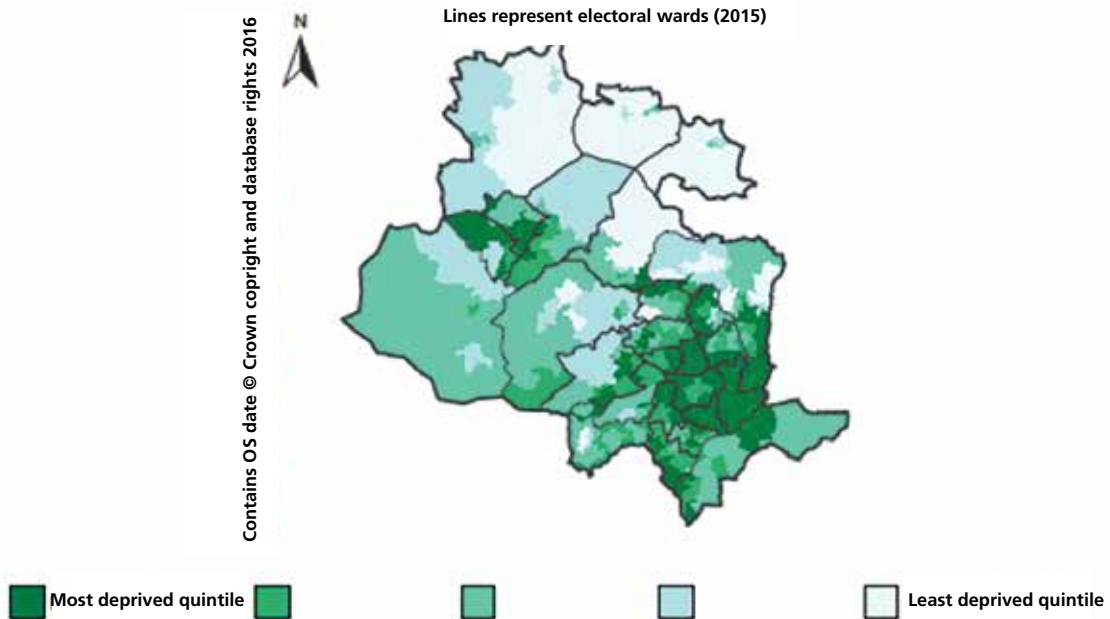 Lines represent electoral wards (2015)
N
Contains OS date © Crown copright and database rights 2016
Most deprived quintile
Least deprived quintile